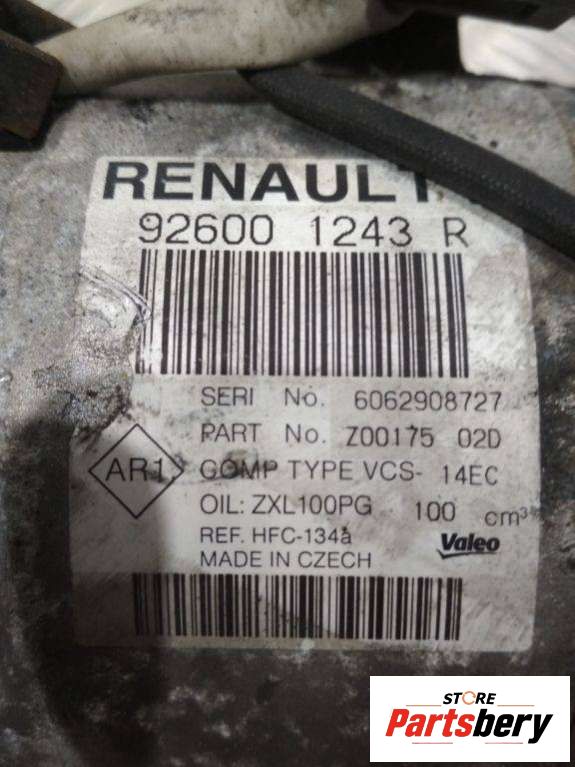 RENAULT
92600 1243 R
SERI No. 6062908727
PART No. Z00175 02D
AR1
COMP TYPE VCS- 14EC
OIL: ZXL100PG 100 cm³
REF. HFC-134a
MADE IN CZECH
Valeo
STORE
Partsbery